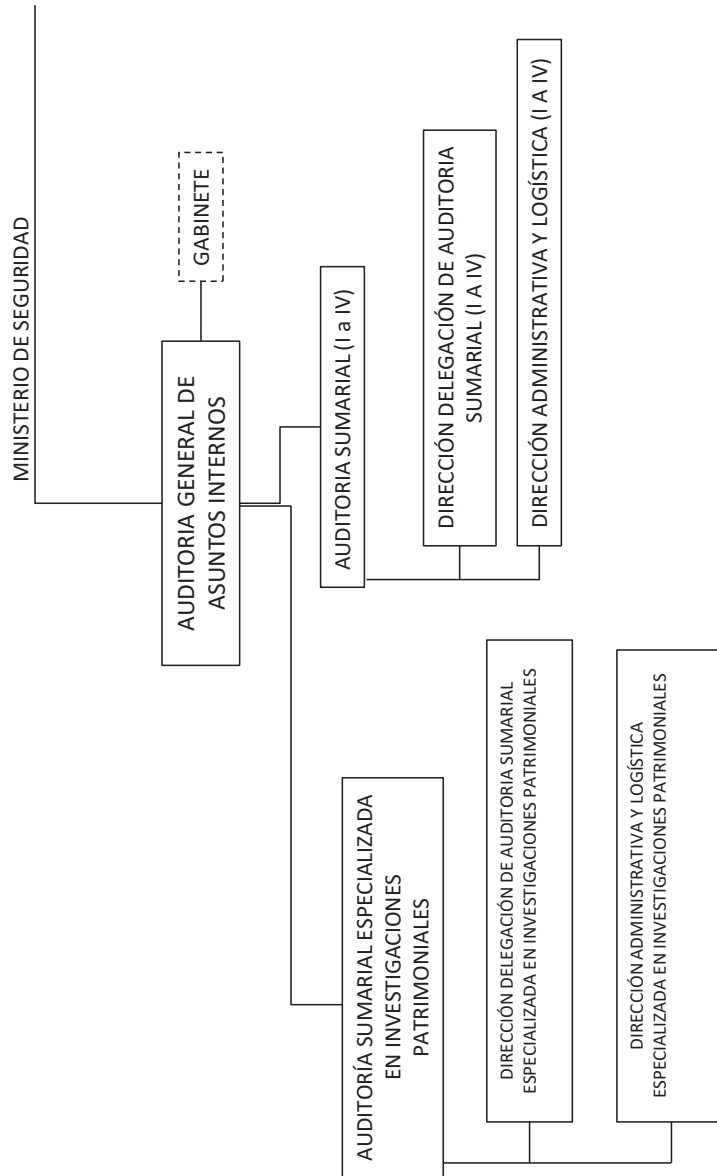 MINISTERIO DE SEGURIDAD
AUDITORIA GENERAL DE
ASUNTOS INTERNOS
GABINETE
AUDITORÍA SUMARIAL ESPECIALIZADA
EN INVESTIGACIONES
PATRIMONIALES
DIRECCIÓN DELEGACIÓN DE AUDITORIA SUMARIAL
ESPECIALIZADA EN INVESTIGACIONES PATRIMONIALES
DIRECCIÓN ADMINISTRATIVA Y LOGÍSTICA
ESPECIALIZADA EN INVESTIGACIONES PATRIMONIALES
AUDITORIA SUMARIAL (I a IV)
DIRECCIÓN DELEGACIÓN DE AUDITORIA
SUMARIAL (I A IV)
DIRECCIÓN ADMINISTRATIVA Y LOGÍSTICA (I A IV)